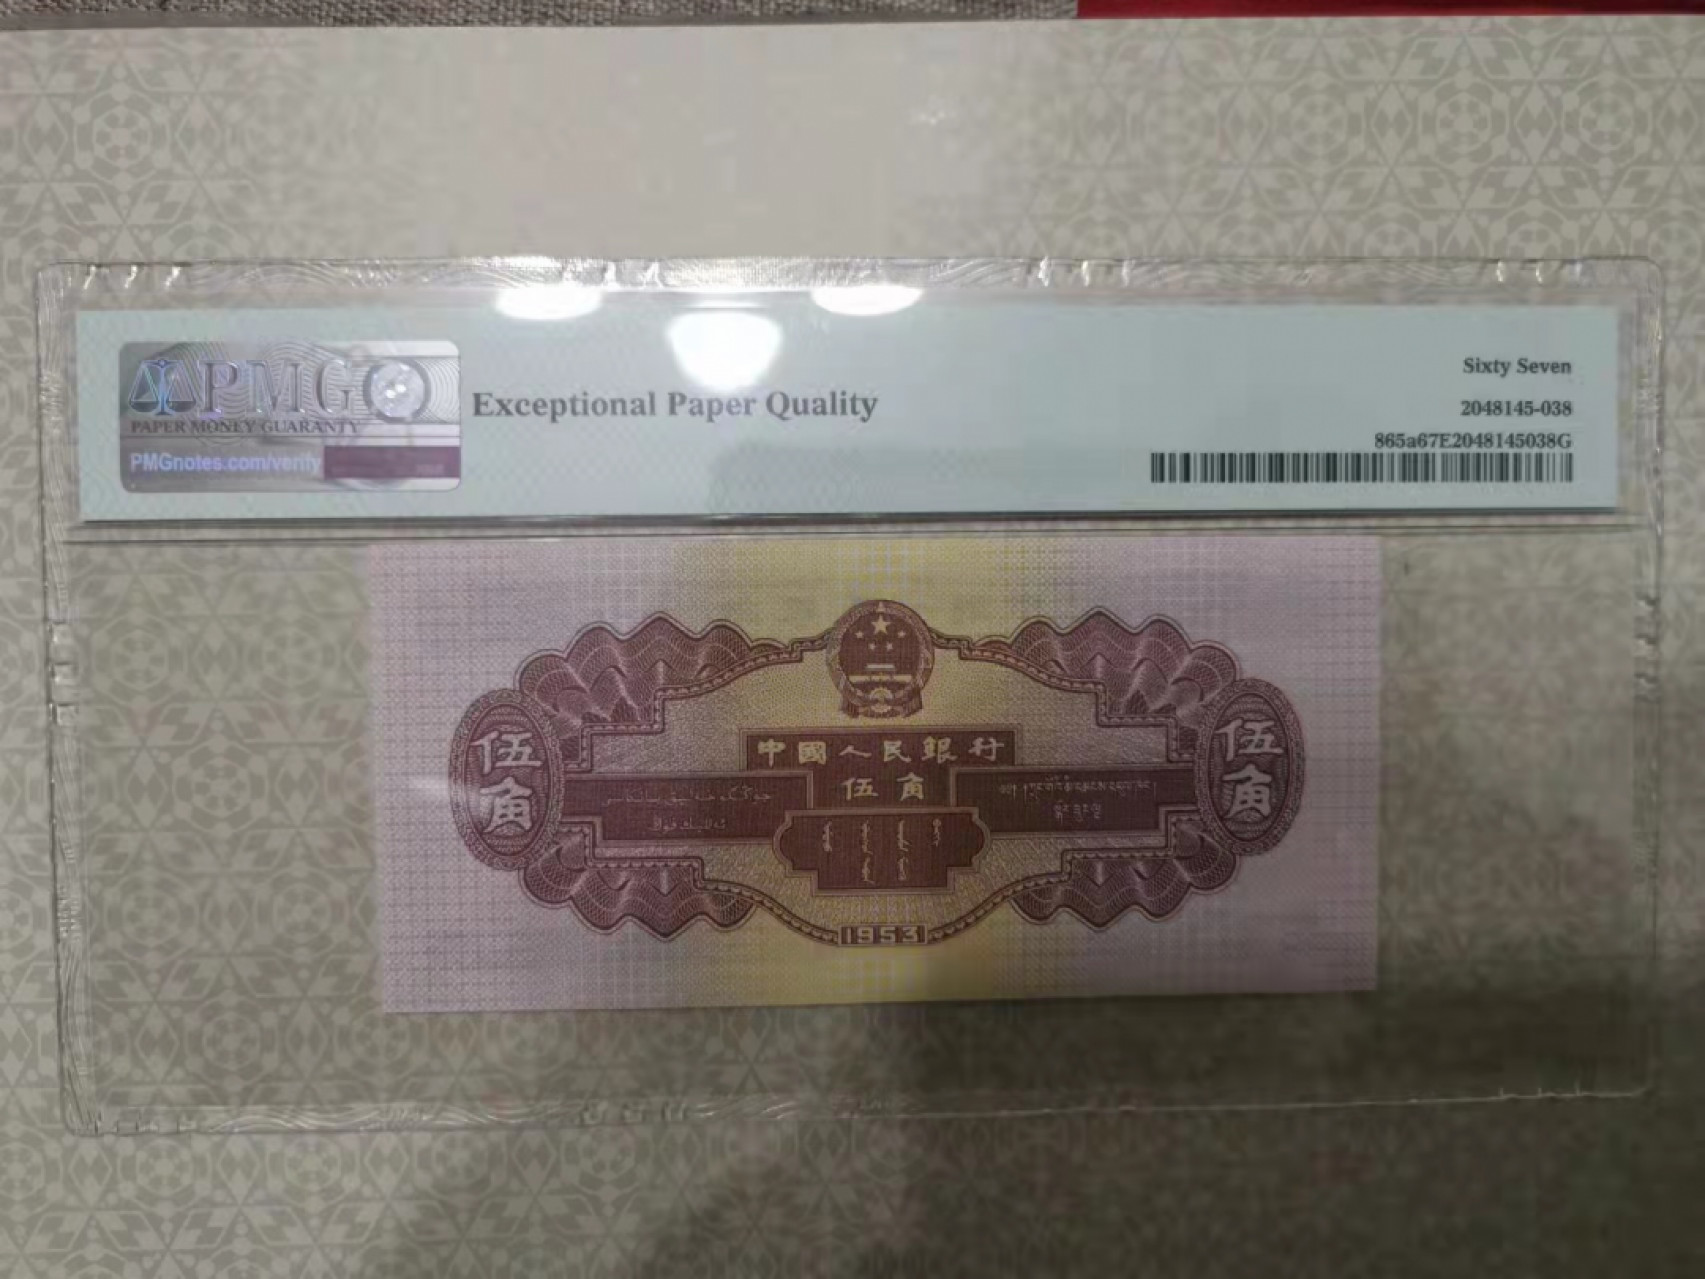 PMG
PAPER MONEY GUARANTY
PMGnotes.com/verify
Exceptional Paper Quality
Sixty Seven
2048145-038
865a67E2048145038G
中國人民銀行
伍角
伍角
伍角
1953